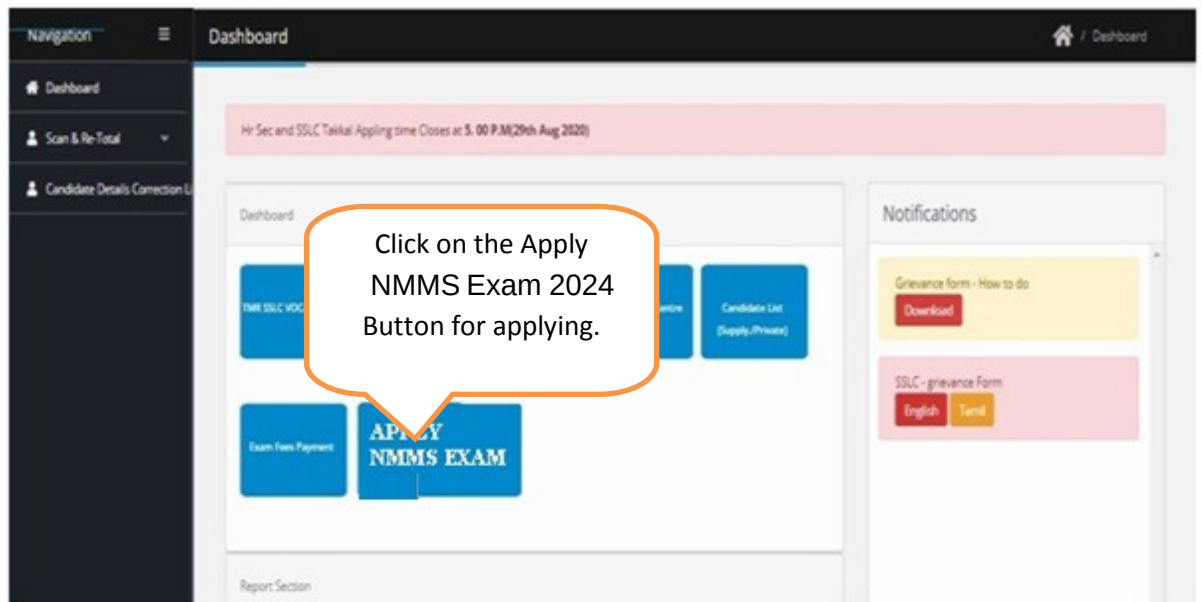 Navigation
Dashboard
/ Dashboard
Dashboard
Scan & Re-Total
Candidate Details Correction Li
Hr Sec and SSLC Takkal Appling time Closes at 5. 00 P.M(29th Aug 2020)
Dashboard
Click on the Apply
NMMS Exam 2024
Button for applying.
TMR SSLC VOC
entre
Candidate List
(Supply./Private)
Exam Fees Payment
APPLY
NMMS EXAM
Report Section
Notifications
Grievance form - How to do
Download
SSLC - grievance Form
English Tamil